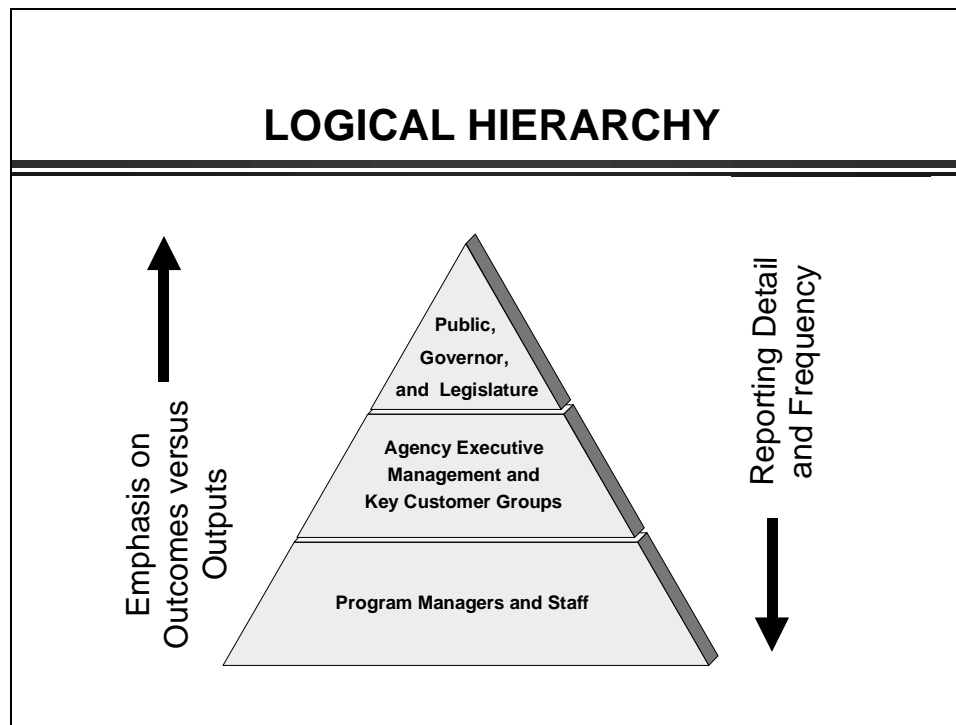 LOGICAL HIERARCHY
Emphasis on
Outcomes versus
Outputs
Public,
Governor,
and Legislature
Agency Executive
Management and
Key Customer Groups
Program Managers and Staff
Reporting Detail
and Frequency